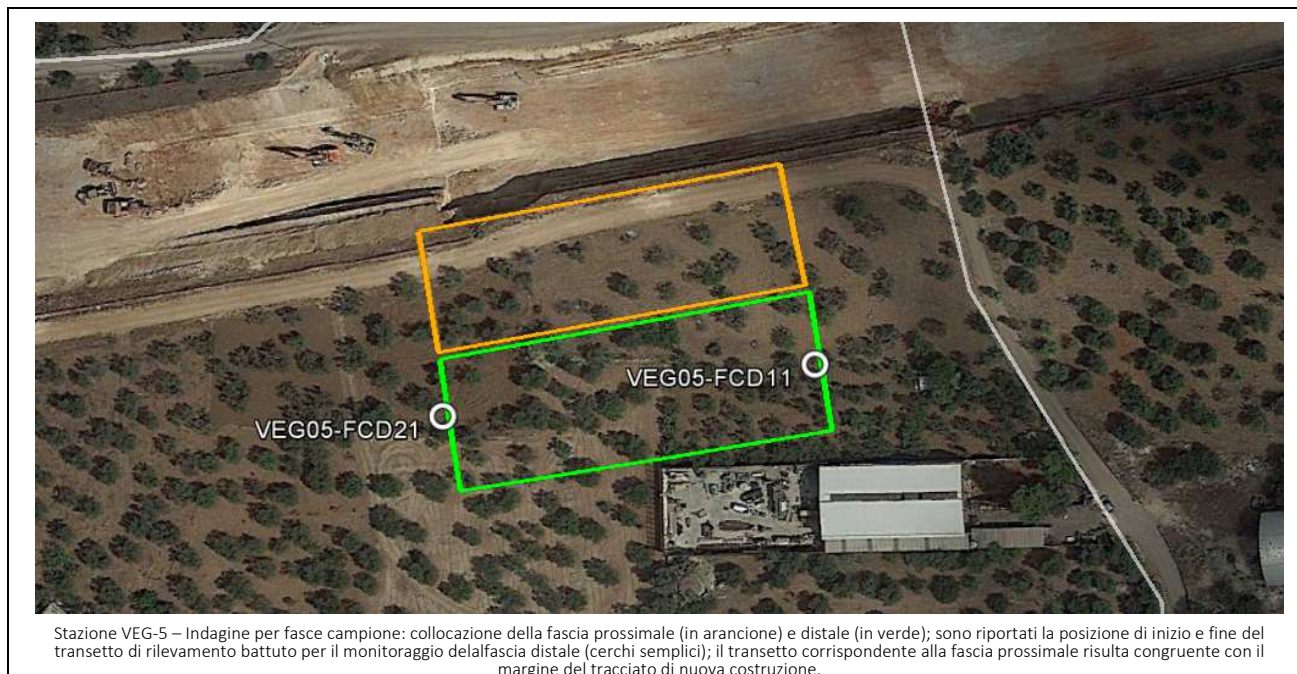 VEG05-FCD11
VEG05-FCD21
Stazione VEG-5 – Indagine per fasce campione: collocazione della fascia prossimale (in arancione) e distale (in verde); sono riportati la posizione di inizio e fine del
transetto di rilevamento battuto per il monitoraggio delalfascia distale (cerchi semplici); il transetto corrispondente alla fascia prossimale risulta congruente con il
margine del tracciato di nuova costruzione.